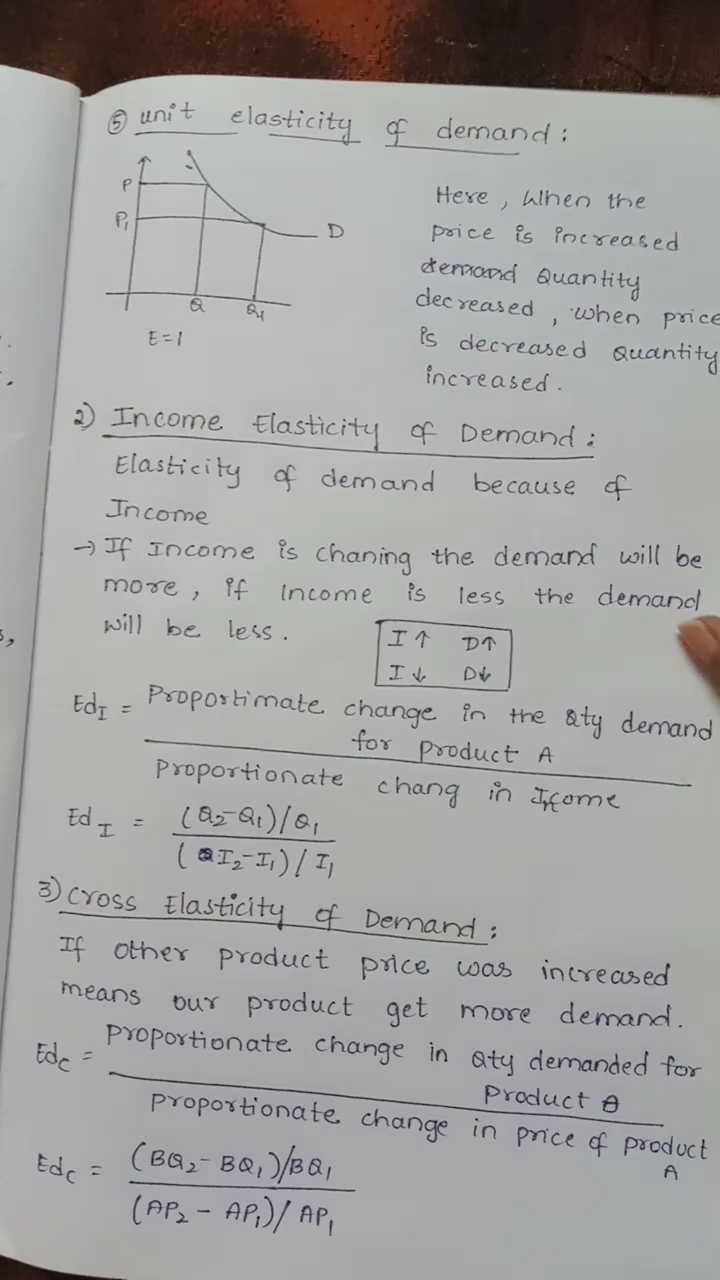 ⑤ unit elasticity of demand:
P
P₁
D
Q
Q₁
E=1
Here, when the
price is increased
demand Quantity
decreased, when price
is decreased Quantity
increased.
2) Income Elasticity of Demand:
Elasticity of demand because of
Income
→ If Income is chaning the demand will be
more, if income is less the demand
will be less.
I↑ D↑
I↓ D↓
EdI = Proportimate change in the Qty demand
for product A
Proportionate chang in Income
EdI = (Q₂-Q₁)/Q₁
(I₂-I₁)/I₁
3) Cross Elasticity of Demand:
If other product price was increased
means our product get more demand.
Edc = proportionate change in Qty demanded for
product B
proportionate change in price of product
A
Edc = (BQ₂-BQ₁)/BQ₁
(AP₂-AP₁)/AP₁